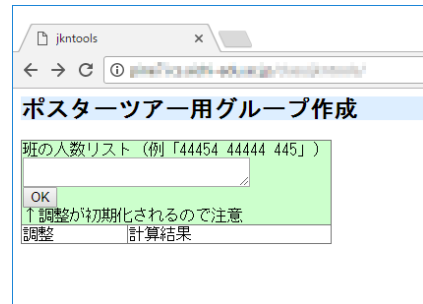 jkntools
ポスターツアー用グループ作成
班の人数リスト（例「44454 44444 445」）
OK
↑調整が初期化されるので注意
調整 計算結果